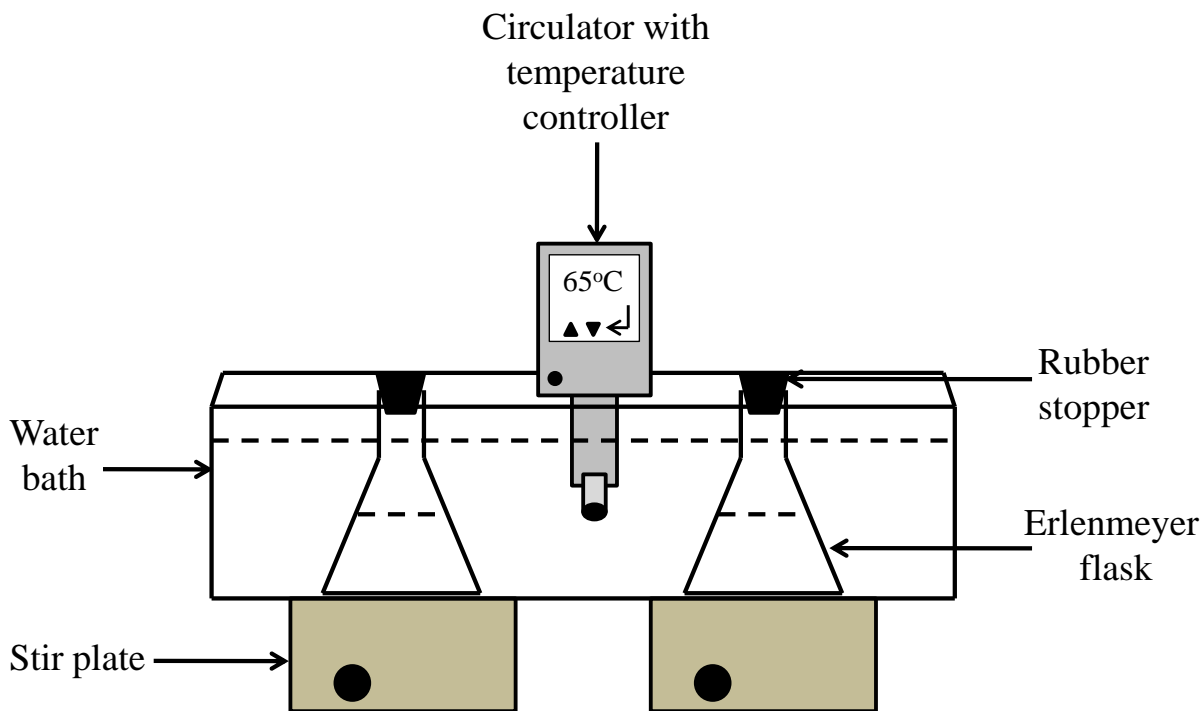 Circulator with
temperature
controller
65°C
Rubber
stopper
Water
bath
Erlenmeyer
flask
Stir plate